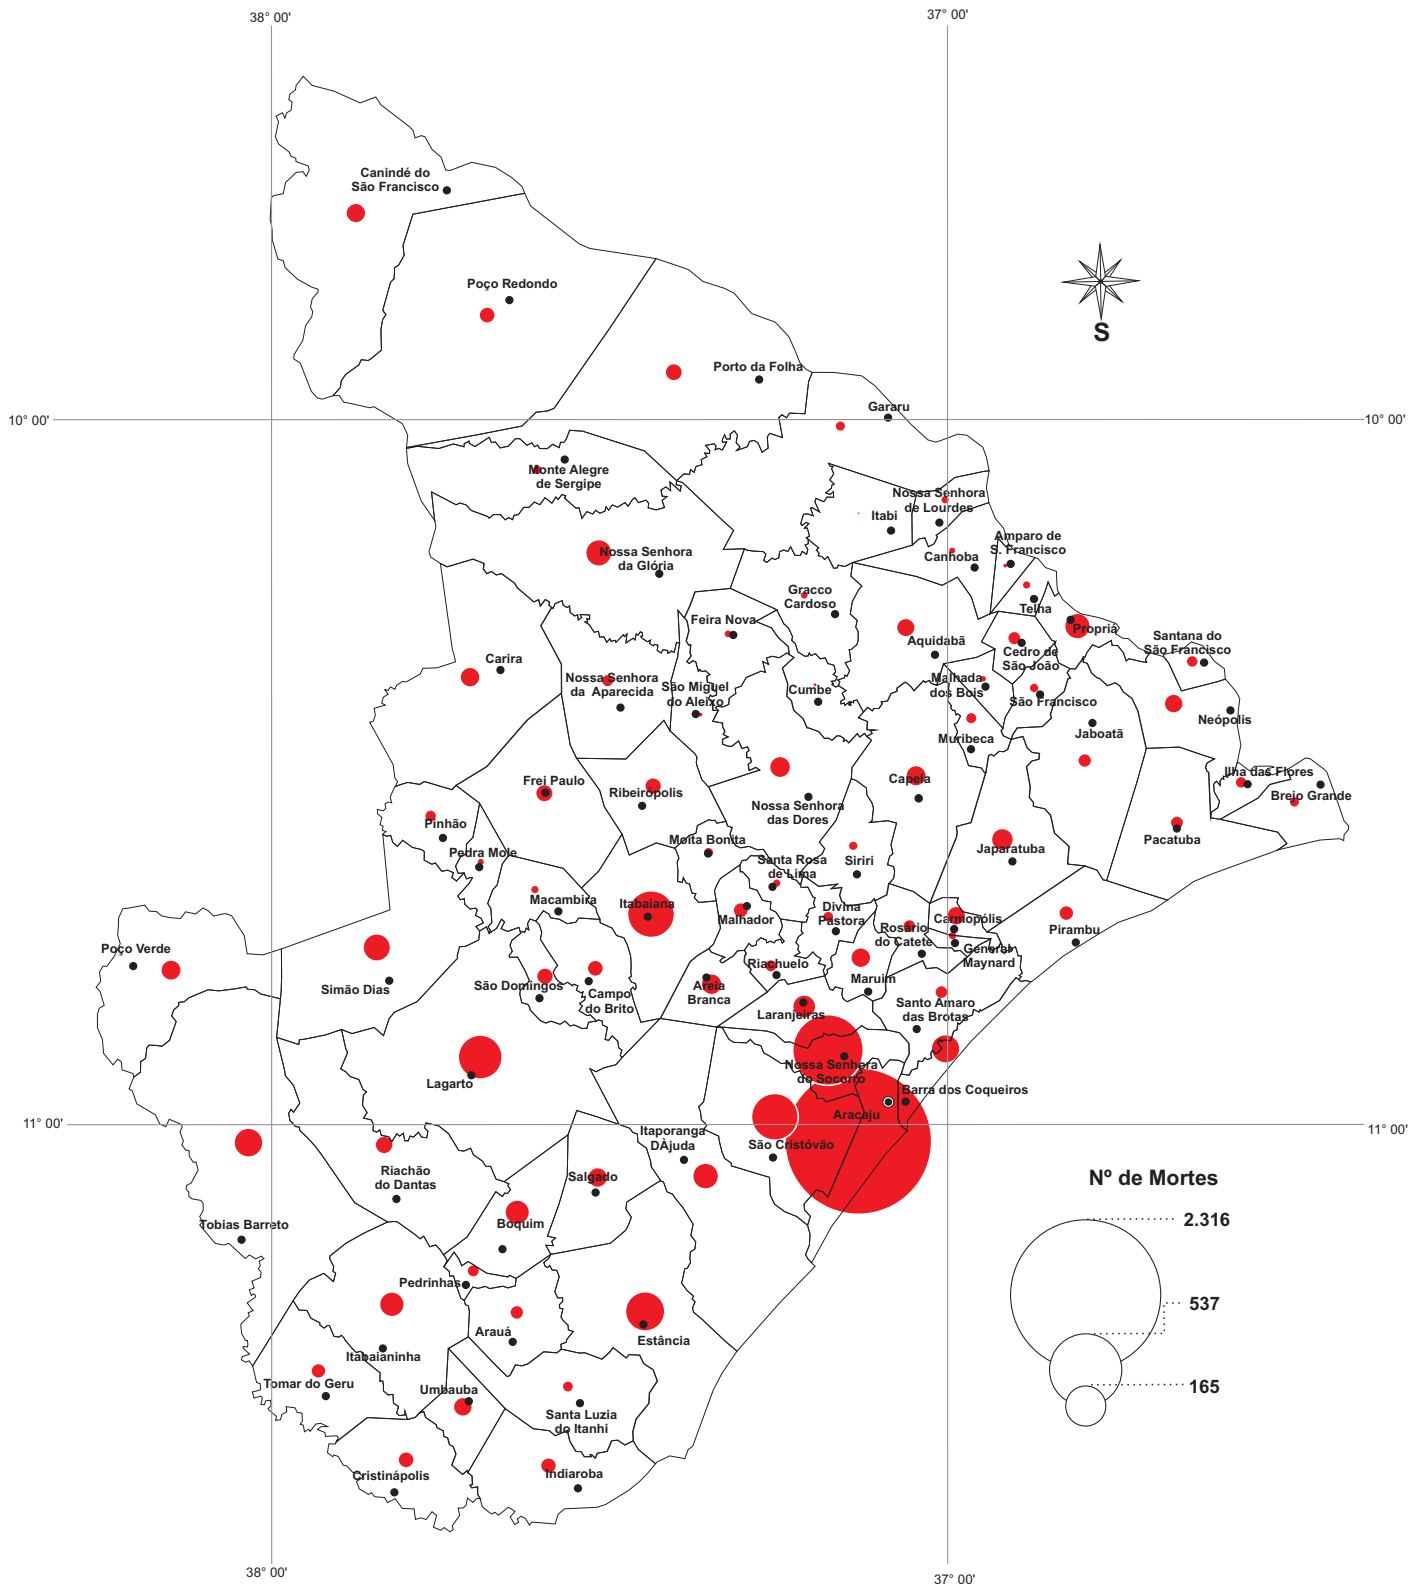 38° 00'
37° 00'
Canindé do
São Francisco
Poço Redondo
S
Porto da Folha
Gararu
10° 00'
10° 00'
Monte Alegre
de Sergipe
Nossa Senhora
de Lourdes
Itabi
Amparo de
S. Francisco
Canhoba
Nossa Senhora
da Glória
Gracco
Cardoso
Telha
Feira Nova
Propriá
Aquidabã
Cedro de
São João
Santana do
São Francisco
Carira
Nossa Senhora
da Aparecida
São Miguel
do Aleixo
Cumbe
Malhada
dos Bois
São Francisco
Neópolis
Jaboatã
Muribeca
Frei Paulo
Ribeirópolis
Capela
Ilha das Flores
Brejo Grande
Nossa Senhora
das Dores
Pinhão
Moita Bonita
Pacatuba
Pedra Mole
Santa Rosa
de Lima
Siriri
Japaratuba
Macambira
Itabaiana
Malhador
Divina
Pastora
Carmopólis
Rosario
do Catete
Pirambu
General
Maynard
Poço Verde
Simão Dias
São Domingos
Campo
do Brito
Areia
Branca
Riachuelo
Maruim
Santo Amaro
das Brotas
Laranjeiras
Lagarto
Nossa Senhora
do Socorro
Barra dos Coqueiros
Aracaju
11° 00'
11° 00'
Itaporanga
DÀjuda
São Cristóvão
Riachão
do Dantas
Salgado
Nº de Mortes
Tobias Barreto
Boquim
2.316
Pedrinhas
537
Arauá
Estância
Itabaianinha
Tomar do Geru
Umbauba
165
Santa Luzia
do Itanhi
Cristinápolis
Indiaroba
38° 00'
37° 00'